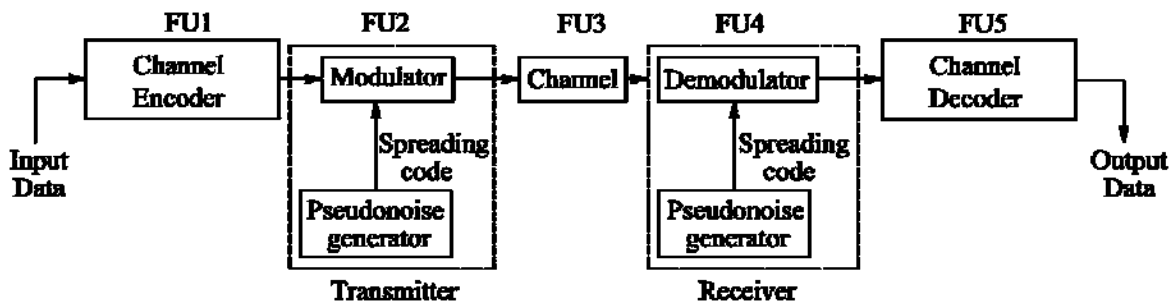 FU1
FU2
FU3
FU4
FU5
Channel
Encoder
Modulator
Channel
Demodulator
Channel
Decoder
Input
Data
Spreading
code
Spreading
code
Output
Data
Pseudonoise
generator
Pseudonoise
generator
Transmitter
Receiver